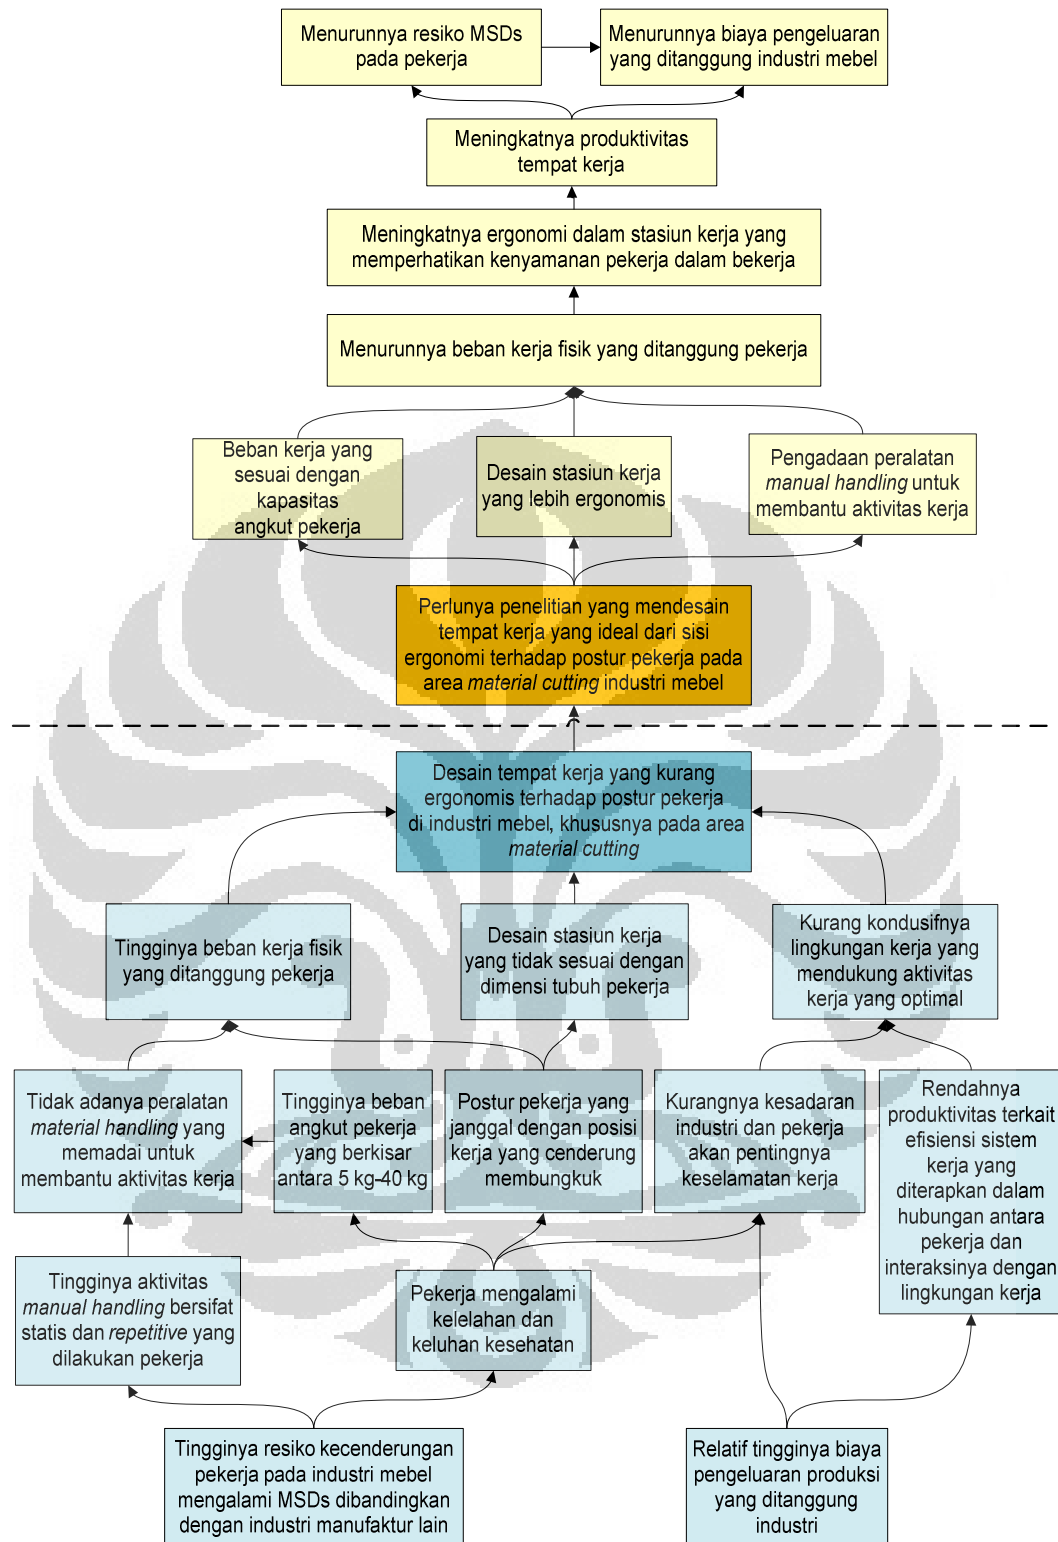 Menurunnya resiko MSDs
pada pekerja
Menurunnya biaya pengeluaran
yang ditanggung industri mebel
Meningkatnya produktivitas
tempat kerja
Meningkatnya ergonomi dalam stasiun kerja yang
memperhatikan kenyamanan pekerja dalam bekerja
Menurunnya beban kerja fisik yang ditanggung pekerja
Beban kerja yang
sesuai dengan
kapasitas
angkut pekerja
Desain stasiun kerja
yang lebih ergonomis
Pengadaan peralatan
manual handling untuk
membantu aktivitas kerja
Perlunya penelitian yang mendesain
tempat kerja yang ideal dari sisi
ergonomi terhadap postur pekerja pada
area material cutting industri mebel
Desain tempat kerja yang kurang
ergonomis terhadap postur pekerja
di industri mebel, khususnya pada area
material cutting
Tingginya beban kerja fisik
yang ditanggung pekerja
Desain stasiun kerja
yang tidak sesuai dengan
dimensi tubuh pekerja
Kurang kondusifnya
lingkungan kerja yang
mendukung aktivitas
kerja yang optimal
Tidak adanya peralatan
material handling yang
memadai untuk
membantu aktivitas kerja
Tingginya beban
angkut pekerja
yang berkisar
antara 5 kg-40 kg
Postur pekerja yang
janggal dengan posisi
kerja yang cenderung
membungkuk
Kurangnya kesadaran
industri dan pekerja
akan pentingnya
keselamatan kerja
Rendahnya
produktivitas terkait
efisiensi sistem
kerja yang
diterapkan dalam
hubungan antara
pekerja dan
interaksinya dengan
lingkungan kerja
Tingginya aktivitas
manual handling bersifat
statis dan repetitive yang
dilakukan pekerja
Pekerja mengalami
kelelahan dan
keluhan kesehatan
Tingginya resiko kecenderungan
pekerja pada industri mebel
mengalami MSDs dibandingkan
dengan industri manufaktur lain
Relatif tingginya biaya
pengeluaran produksi
yang ditanggung
industri